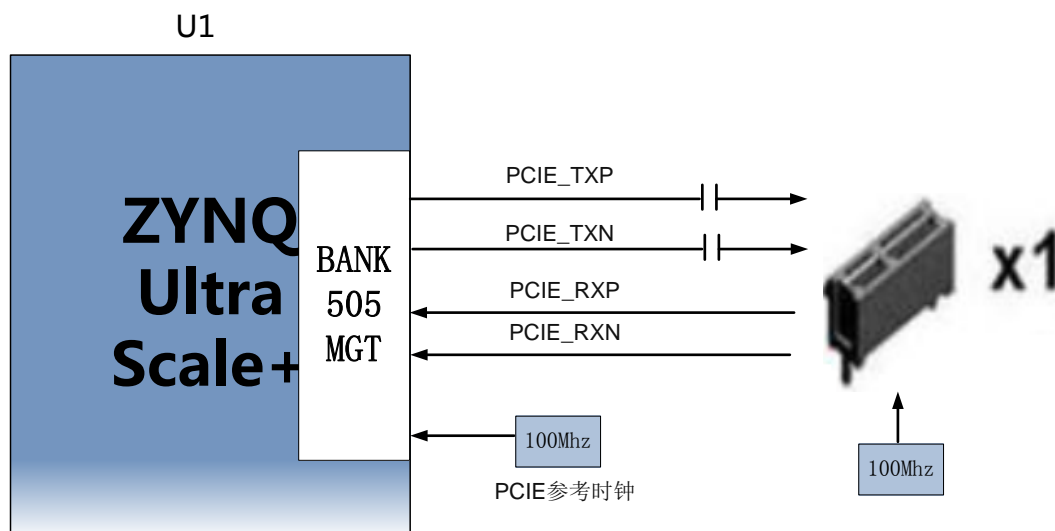 U1
ZYNQ
Ultra
Scale+
BANK
505
MGT
PCIE_TXP
PCIE_TXN
PCIE_RXP
PCIE_RXN
x1
100Mhz
PCIE参考时钟
100Mhz